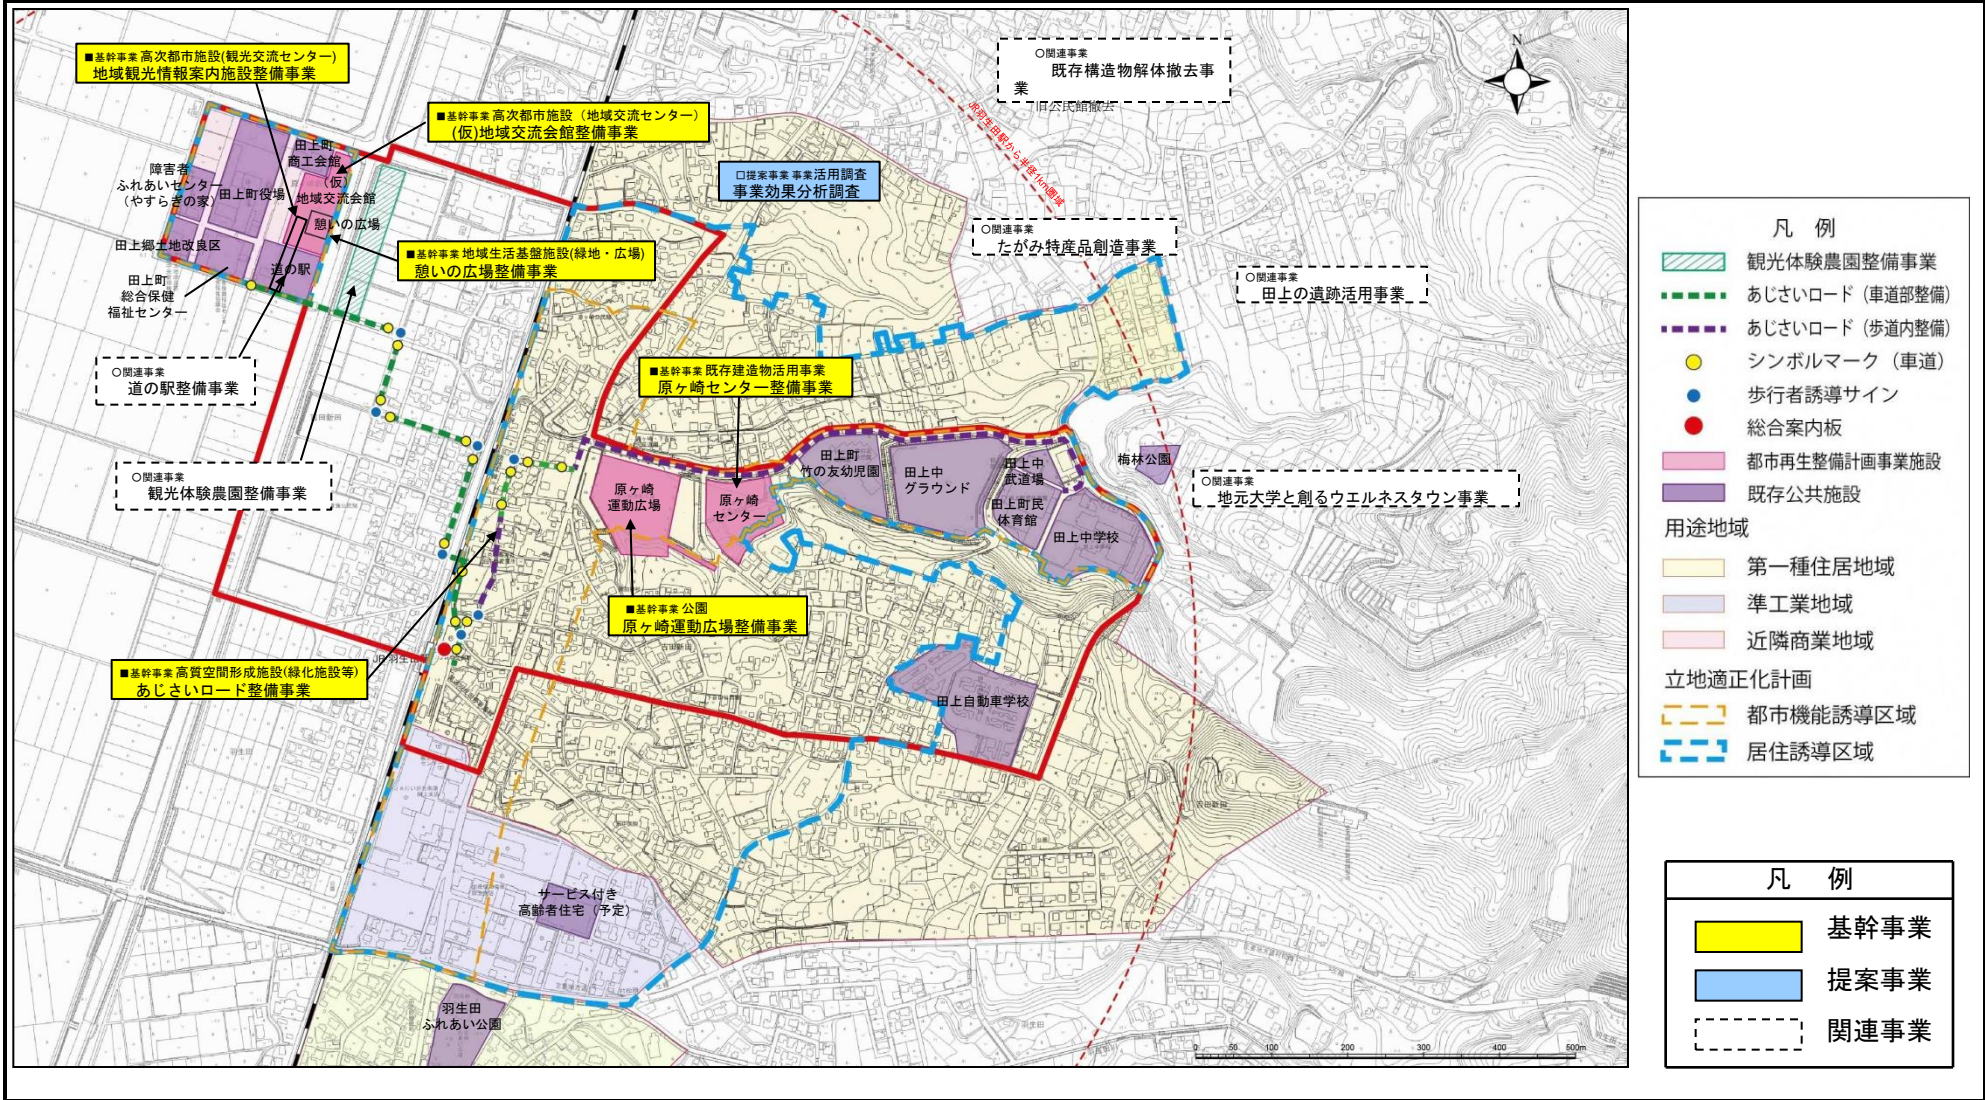 ■基幹事業 高次都市施設(観光交流センター)
地域観光情報案内施設整備事業
■基幹事業 高次都市施設（地域交流センター）
(仮)地域交流会館整備事業
○関連事業
既存構造物解体撤去事
業
旧公民館撤去
N
JR羽生田駅から半径1km圏域
□提案事業 事業活用調査
事業効果分析調査
田上町
商工会館
障害者
ふれあいセンター
（やすらぎの家）
田上町役場
（仮）
地域交流会館
憩いの広場
■基幹事業 地域生活基盤施設(緑地・広場)
憩いの広場整備事業
田上郷土地改良区
道の駅
田上町
総合保健
福祉センター
○関連事業
たがみ特産品創造事業
○関連事業
田上の遺跡活用事業
○関連事業
道の駅整備事業
■基幹事業 既存建造物活用事業
原ヶ崎センター整備事業
○関連事業
観光体験農園整備事業
原ヶ崎
運動広場
原ヶ崎
センター
田上町
竹の友幼児園
田上中
グラウンド
田上中
武道場
田上町民
体育館
田上中学校
梅林公園
○関連事業
地元大学と創るウエルネスタウン事業
■基幹事業 公園
原ヶ崎運動広場整備事業
JR羽生田
■基幹事業 高質空間形成施設(緑化施設等)
あじさいロード整備事業
田上自動車学校
サービス付き
高齢者住宅（予定）
羽生田
ふれあい公園
0 50 100 200 300 400 500m
凡 例
観光体験農園整備事業
あじさいロード（車道部整備）
あじさいロード（歩道内整備）
シンボルマーク（車道）
歩行者誘導サイン
総合案内板
都市再生整備計画事業施設
既存公共施設
用途地域
第一種住居地域
準工業地域
近隣商業地域
立地適正化計画
都市機能誘導区域
居住誘導区域
凡 例
基幹事業
提案事業
関連事業